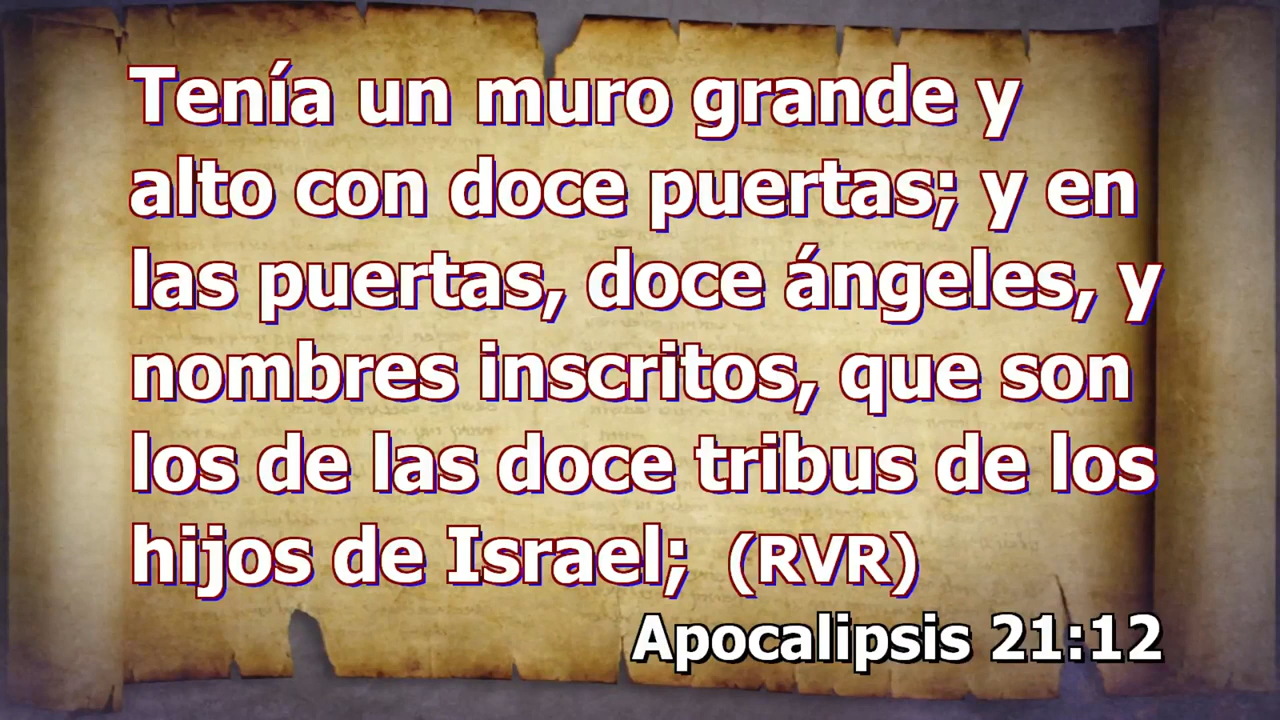 Tenía un muro grande y
alto con doce puertas; y en
las puertas, doce ángeles, y
nombres inscritos, que son
los de las doce tribus de los
hijos de Israel; (RVR)
Apocalipsis 21:12